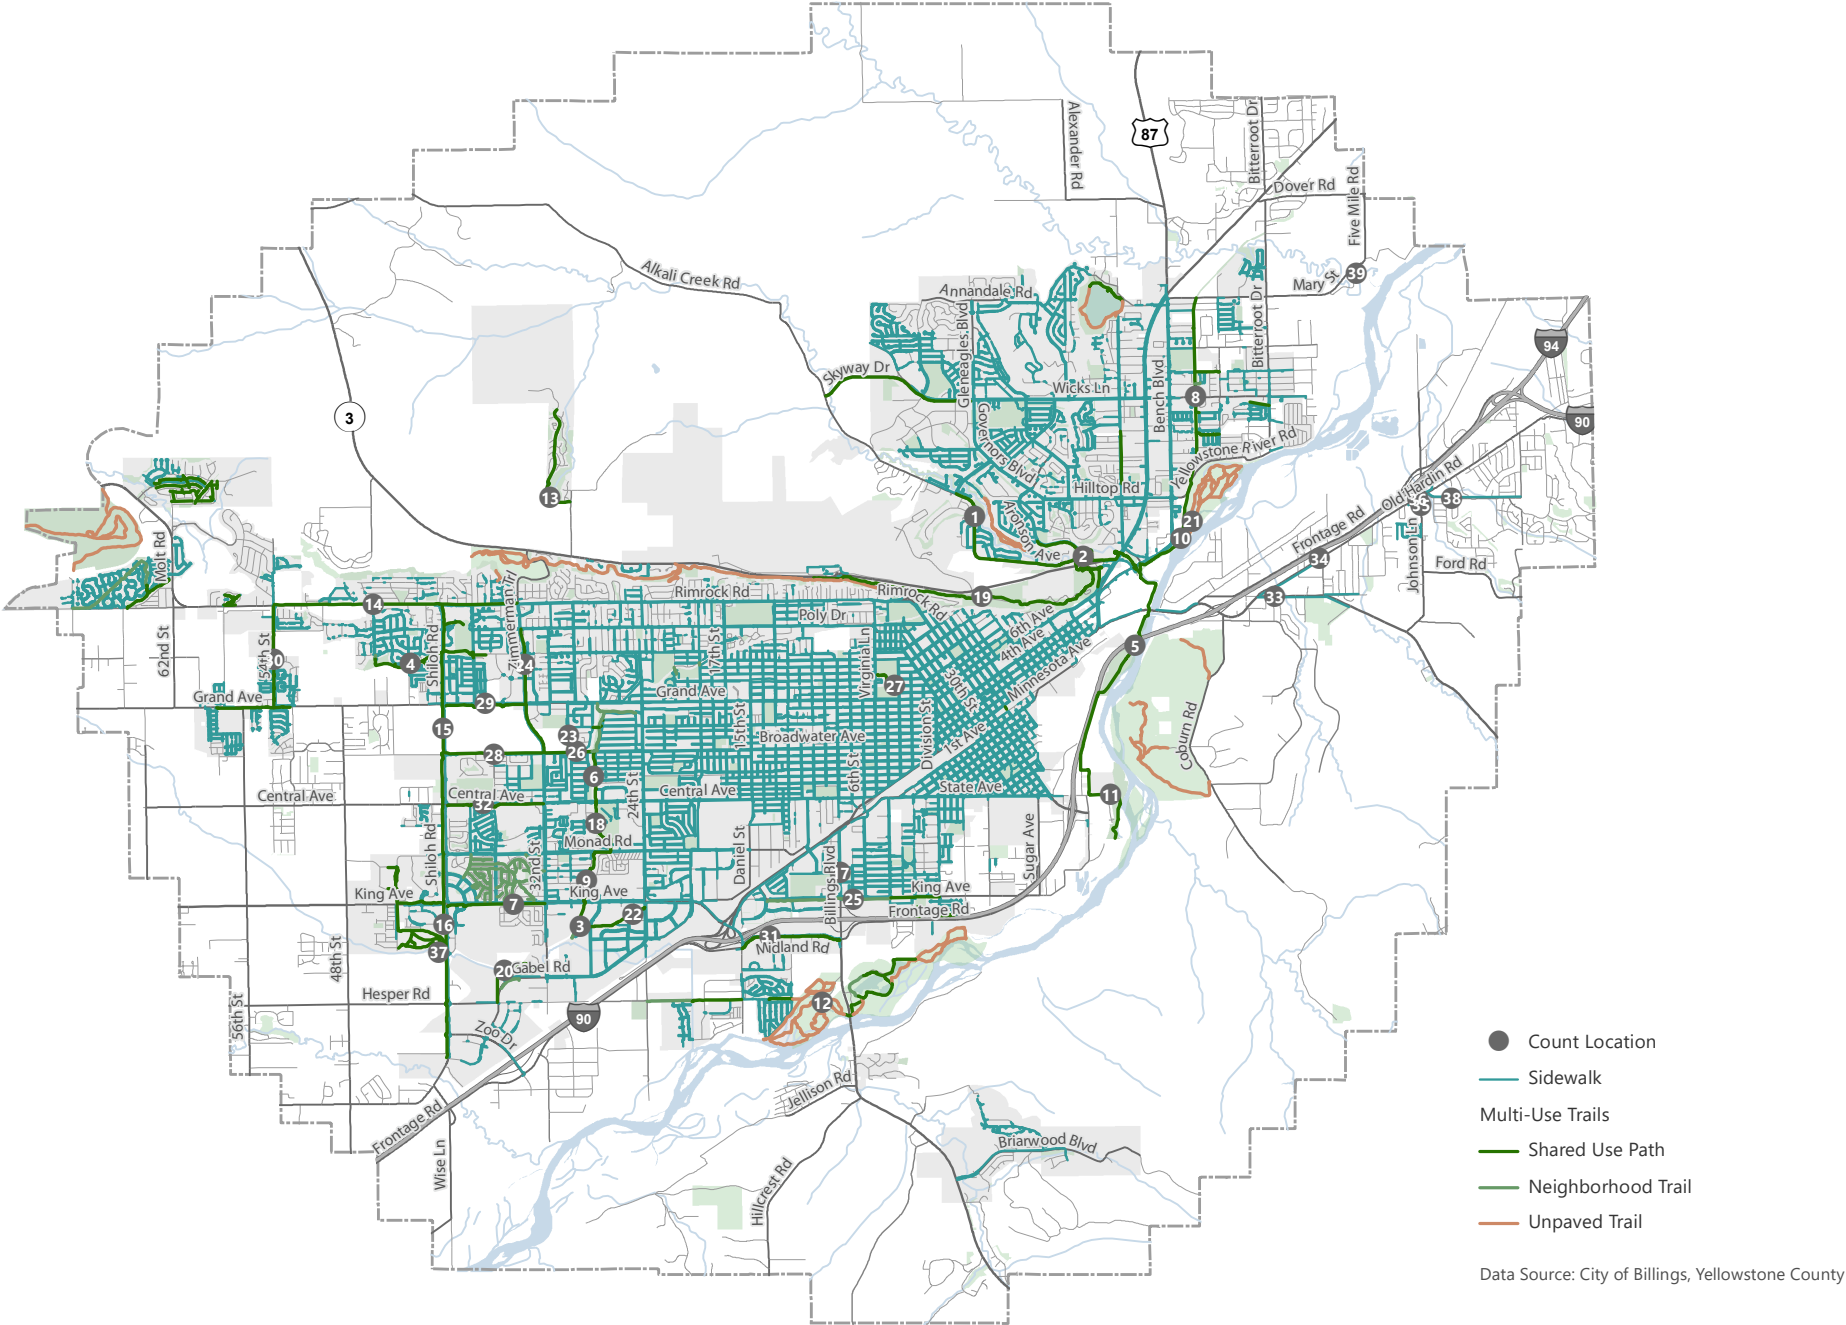 87
Alexander Rd
Bitterroot Dr
Dover Rd
Five Mile Rd
Alkali Creek Rd
Mary St
39
Annandale Rd
Bitterroot Dr
94
Skyway Dr
Gleneagles Blvd
Wicks Ln
Bench Blvd
8
3
90
Governors Blvd
Yellowstone River Rd
Old Hardin Rd
Hilltop Rd
13
38
1
Aronson Ave
21
10
Frontage Rd
Johnson Ln
Molt Rd
2
34
Ford Rd
Zimmerman Trl
Rimrock Rd
Rimrock Rd
19
33
14
Poly Dr
6th Ave
4th Ave
62nd St
54th St
4
Shiloh Rd
24
17th St
Virginia Ln
5
Minnesota Ave
Grand Ave
29
Grand Ave
27
30th St
15
23
15th St
Broadwater Ave
Division St
1st Ave
Coburn Rd
28
26
6
24th St
6th St
Central Ave
Central Ave
32
Central Ave
State Ave
11
18
Shiloh Rd
Monad Rd
32nd St
Daniel St
Sugar Ave
Billings Blvd
King Ave
9
King Ave
King Ave
7
25
16
22
3
Frontage Rd
37
48th St
31
Midland Rd
20
Gabel Rd
Hesper Rd
56th St
12
90
Zoo Dr
Jellison Rd
Frontage Rd
Wise Ln
Hillcrest Rd
Briarwood Blvd
Count Location
Sidewalk
Multi-Use Trails
Shared Use Path
Neighborhood Trail
Unpaved Trail
Data Source: City of Billings, Yellowstone County